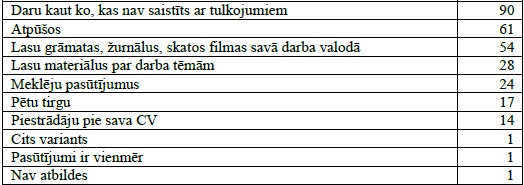 Daru kaut ko, kas nav saistīts ar tulkojumiem 90
Atpūšos 61
Lasu grāmatas, žurnālus, skatos filmas savā darba valodā 54
Lasu materiālus par darba tēmām 28
Meklēju pasūtījumus 24
Pētu tirgu 17
Piestrādāju pie sava CV 14
Cits variants 1
Pasūtījumi ir vienmēr 1
Nav atbildes 1